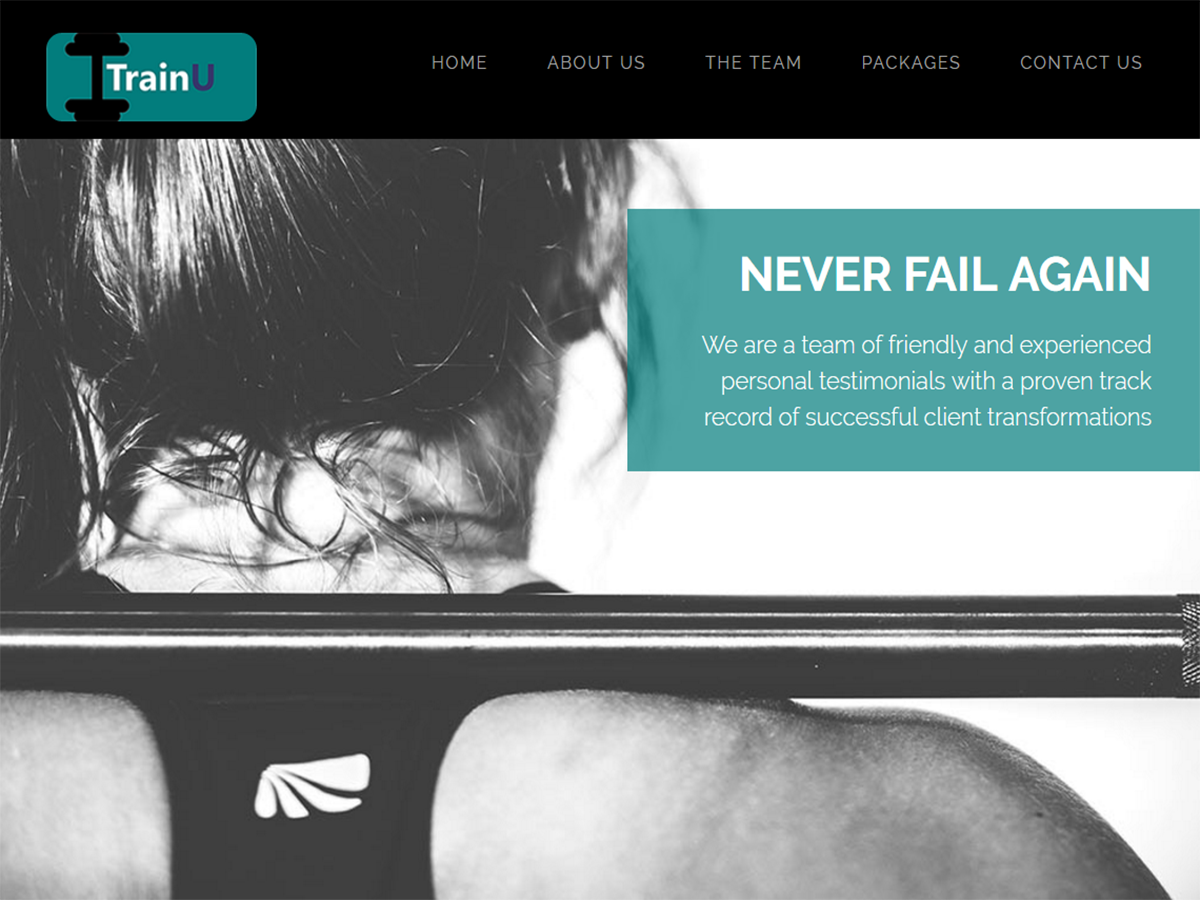 TrainU
HOME ABOUT US THE TEAM PACKAGES CONTACT US
NEVER FAIL AGAIN
We are a team of friendly and experienced
personal testimonials with a proven track
record of successful client transformations